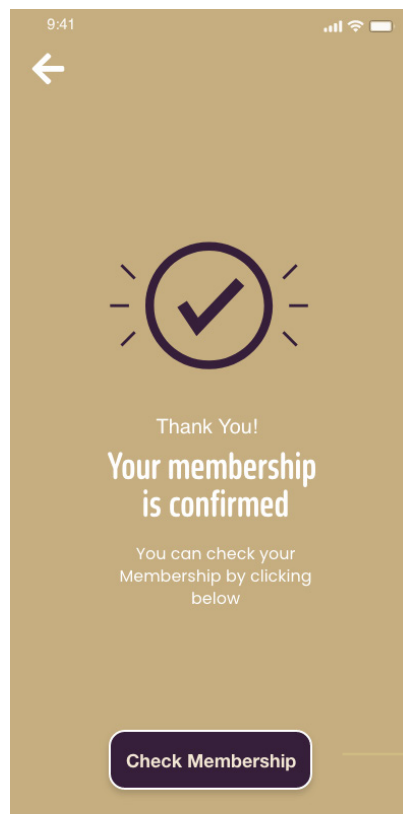 9:41
Thank You!
Your membership
is confirmed
You can check your
Membership by clicking
below
Check Membership